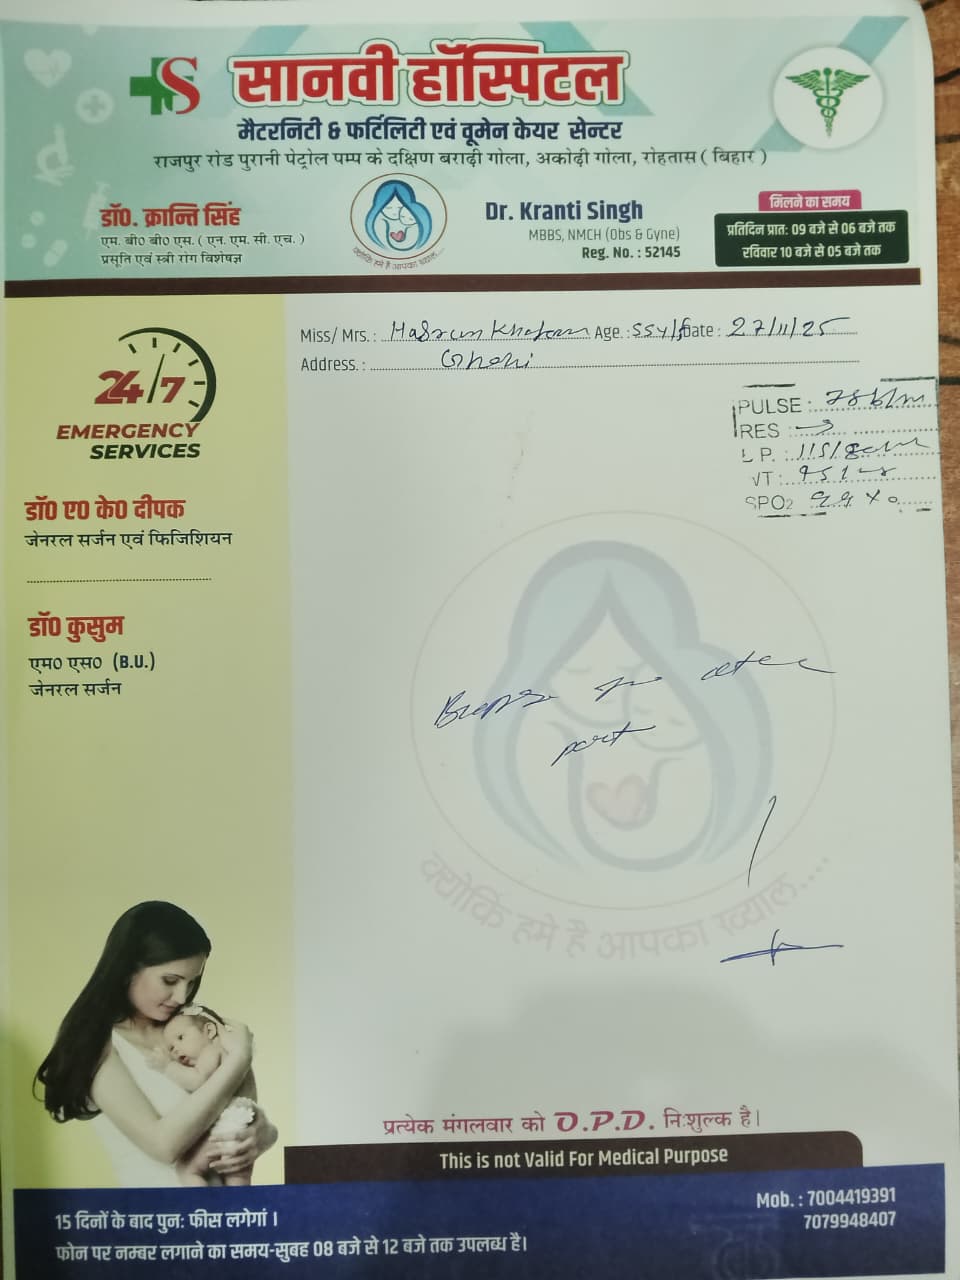 S सानवी हॉस्पिटल
मैटरनिटी & फर्टिलिटी एवं वूमेन केयर सेन्टर
राजपुर रोड पुरानी पेट्रोल पम्प के दक्षिण बराढ़ी गोला, अकोढ़ी गोला, रोहतास ( बिहार )
डॉ0. क्रान्ति सिंह
एम. बी0 बी0 एस. ( एन. एम. सी. एच. )
प्रसूति एवं स्त्री रोग विशेषज्ञ
क्योंकि हमे है आपका ख्याल....
Dr. Kranti Singh
MBBS, NMCH (Obs & Gyne)
Reg. No. : 52145
मिलने का समय
प्रतिदिन प्रात: 09 बजे से 06 बजे तक
रविवार 10 बजे से 05 बजे तक
Miss/ Mrs. : Khatoon Age. : 55y/f Date : 27/11/25
Address. :
PULSE :
RES :
P. :
WT :
SPO2
24/7
EMERGENCY
SERVICES
डॉ0 ए0 के0 दीपक
जेनरल सर्जन एवं फिजिशियन
डॉ0 कुसुम
एम0 एस0 (B.U.)
जेनरल सर्जन
part
क्योंकि हमे है आपका ख्याल....
प्रत्येक मंगलवार को O.P.D. नि:शुल्क है।
This is not Valid For Medical Purpose
15 दिनों के बाद पुन: फीस लगेगां ।
फोन पर नम्बर लगाने का समय-सुबह 08 बजे से 12 बजे तक उपलब्ध है।
Mob. : 7004419391
7079948407